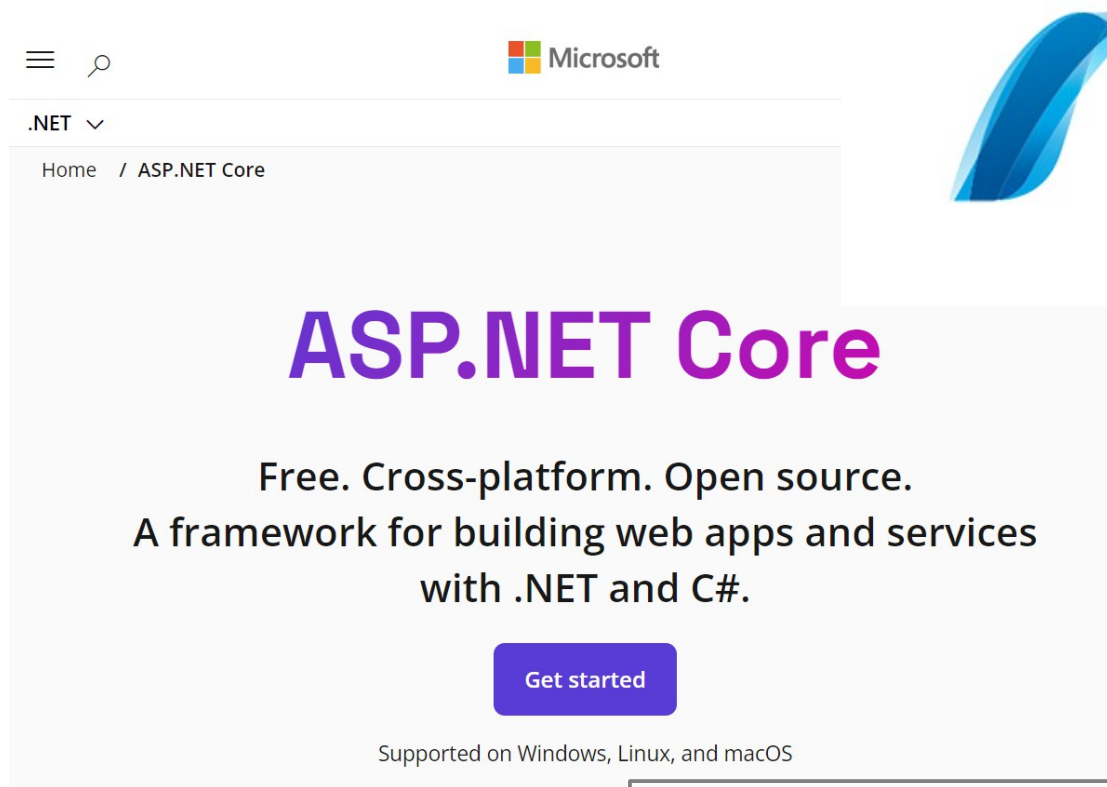 Microsoft
.NET
Home / ASP.NET Core
ASP.NET Core
Free. Cross-platform. Open source.
A framework for building web apps and services
with .NET and C#.
Get started
Supported on Windows, Linux, and macOS